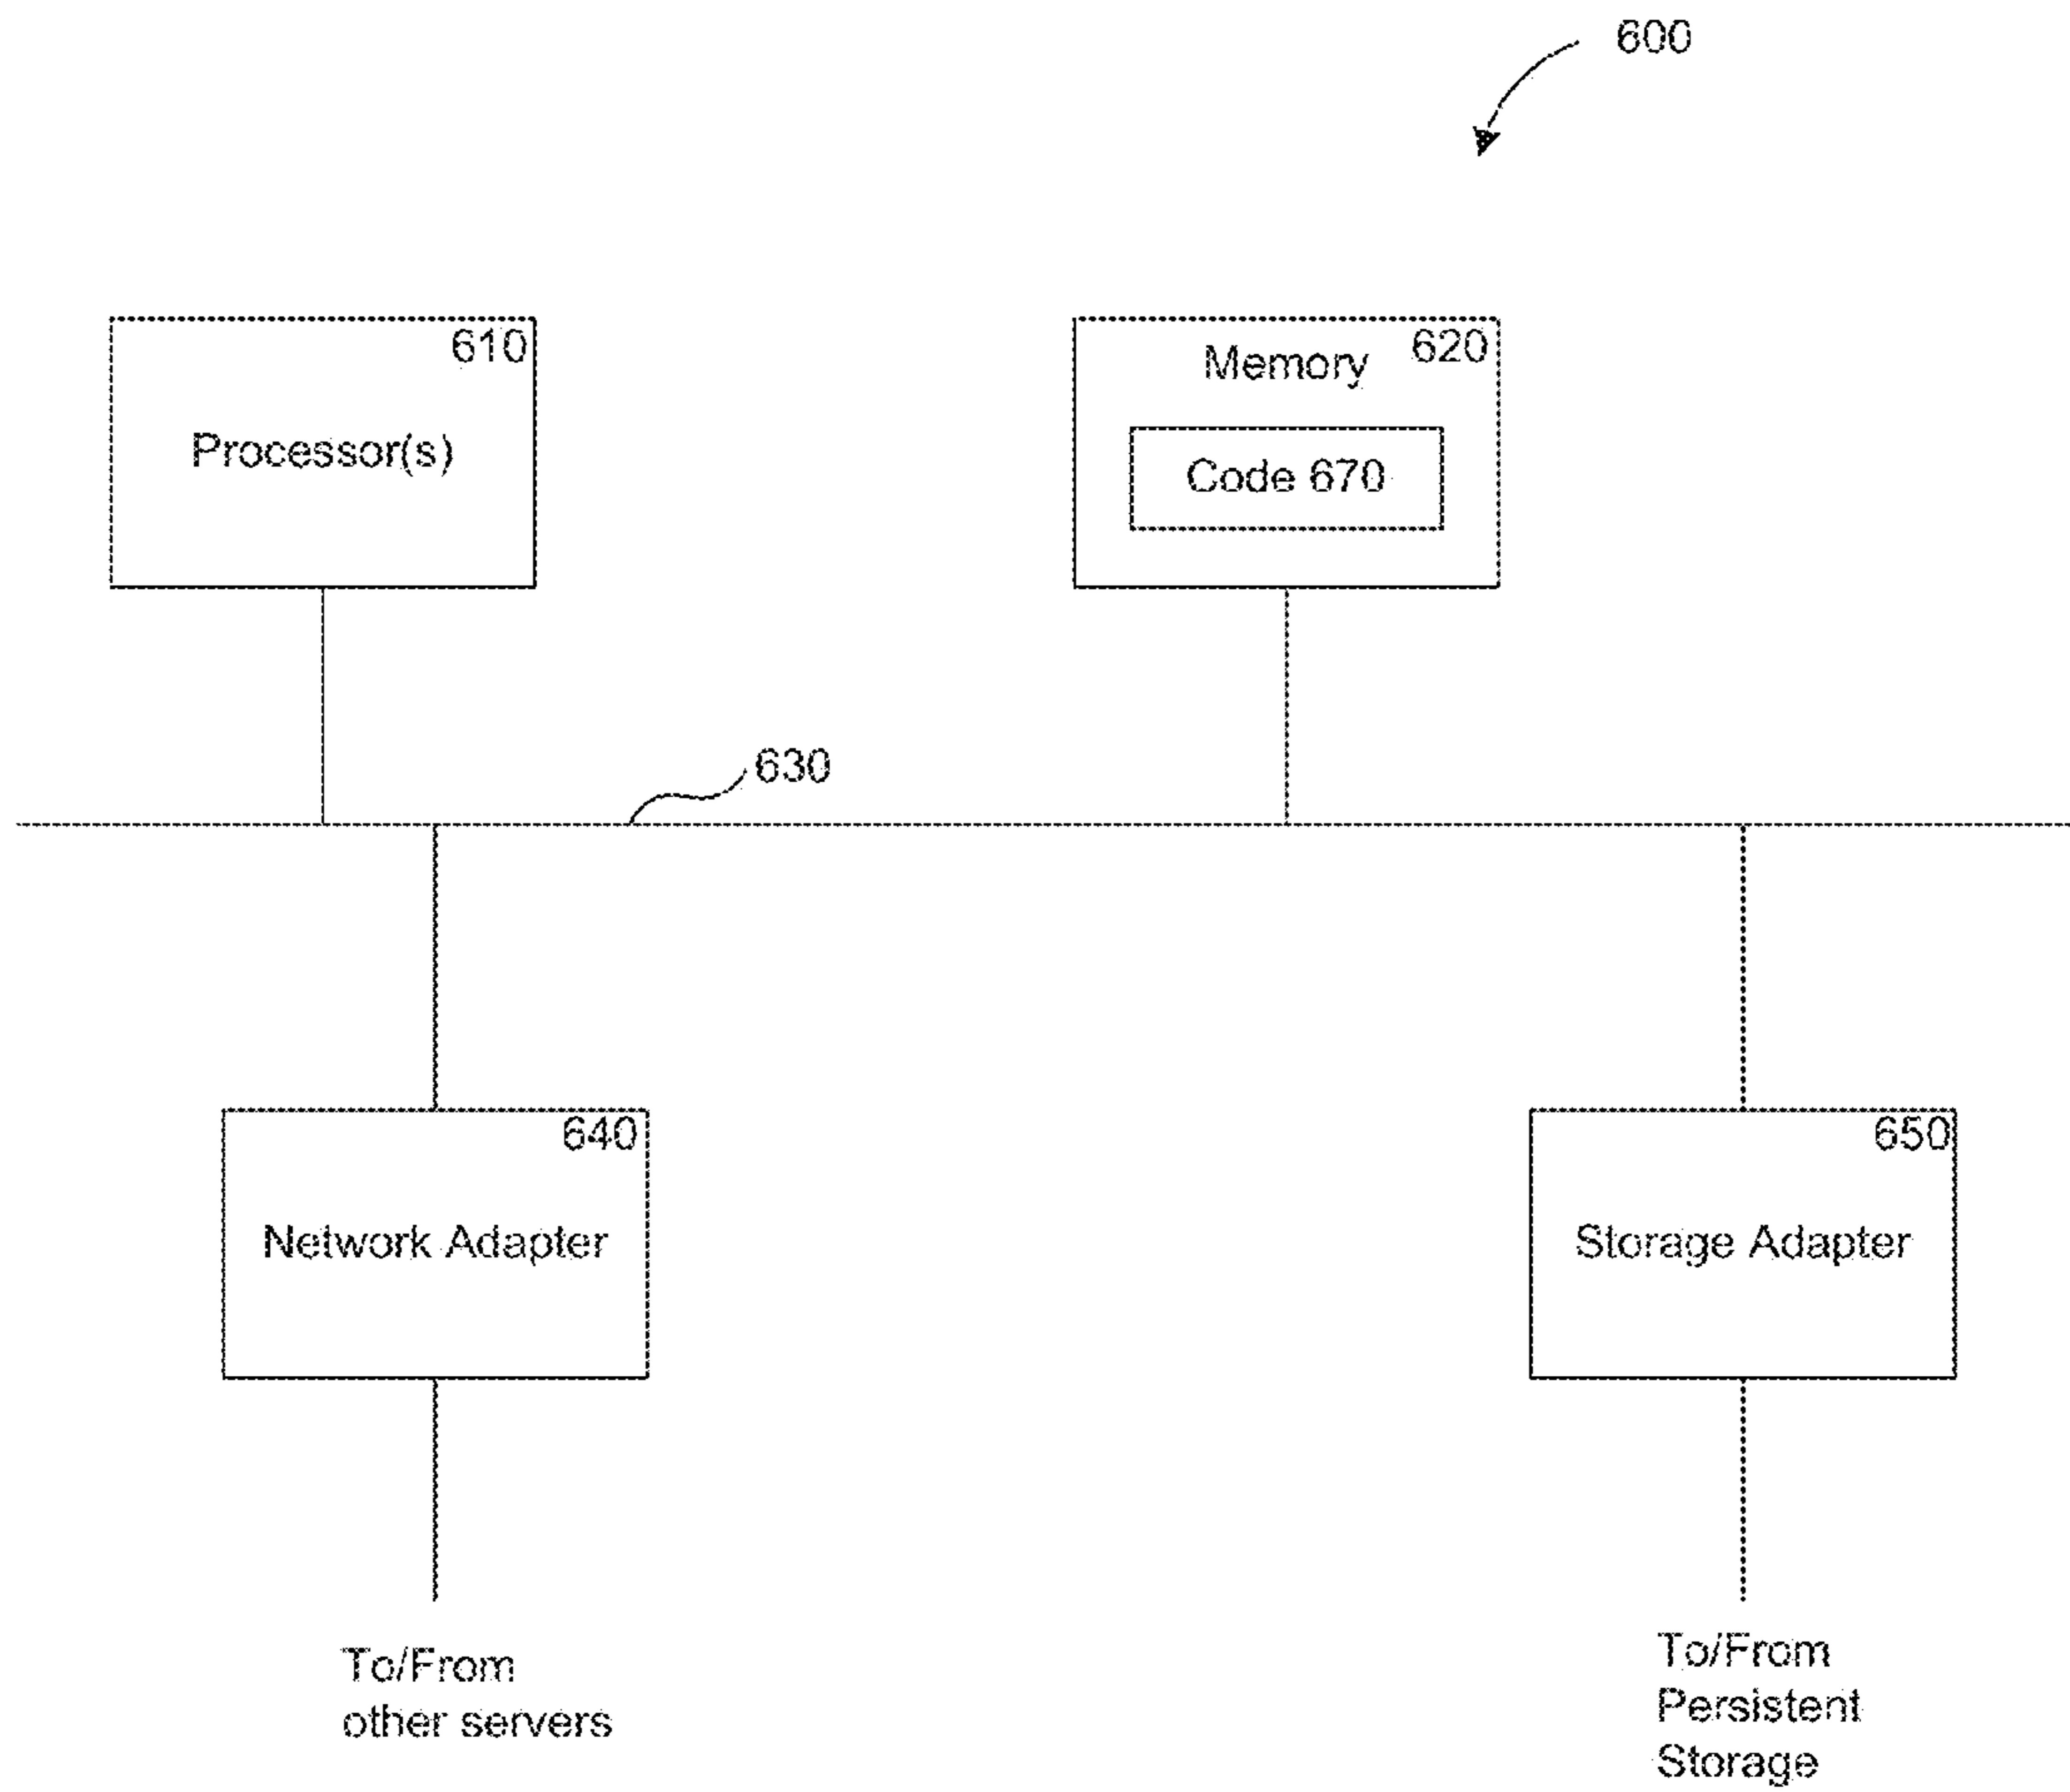 600
610
Processor(s)
620
Memory
Code 670
630
640
Network Adapter
650
Storage Adapter
To/From
other servers
To/From
Persistent
Storage